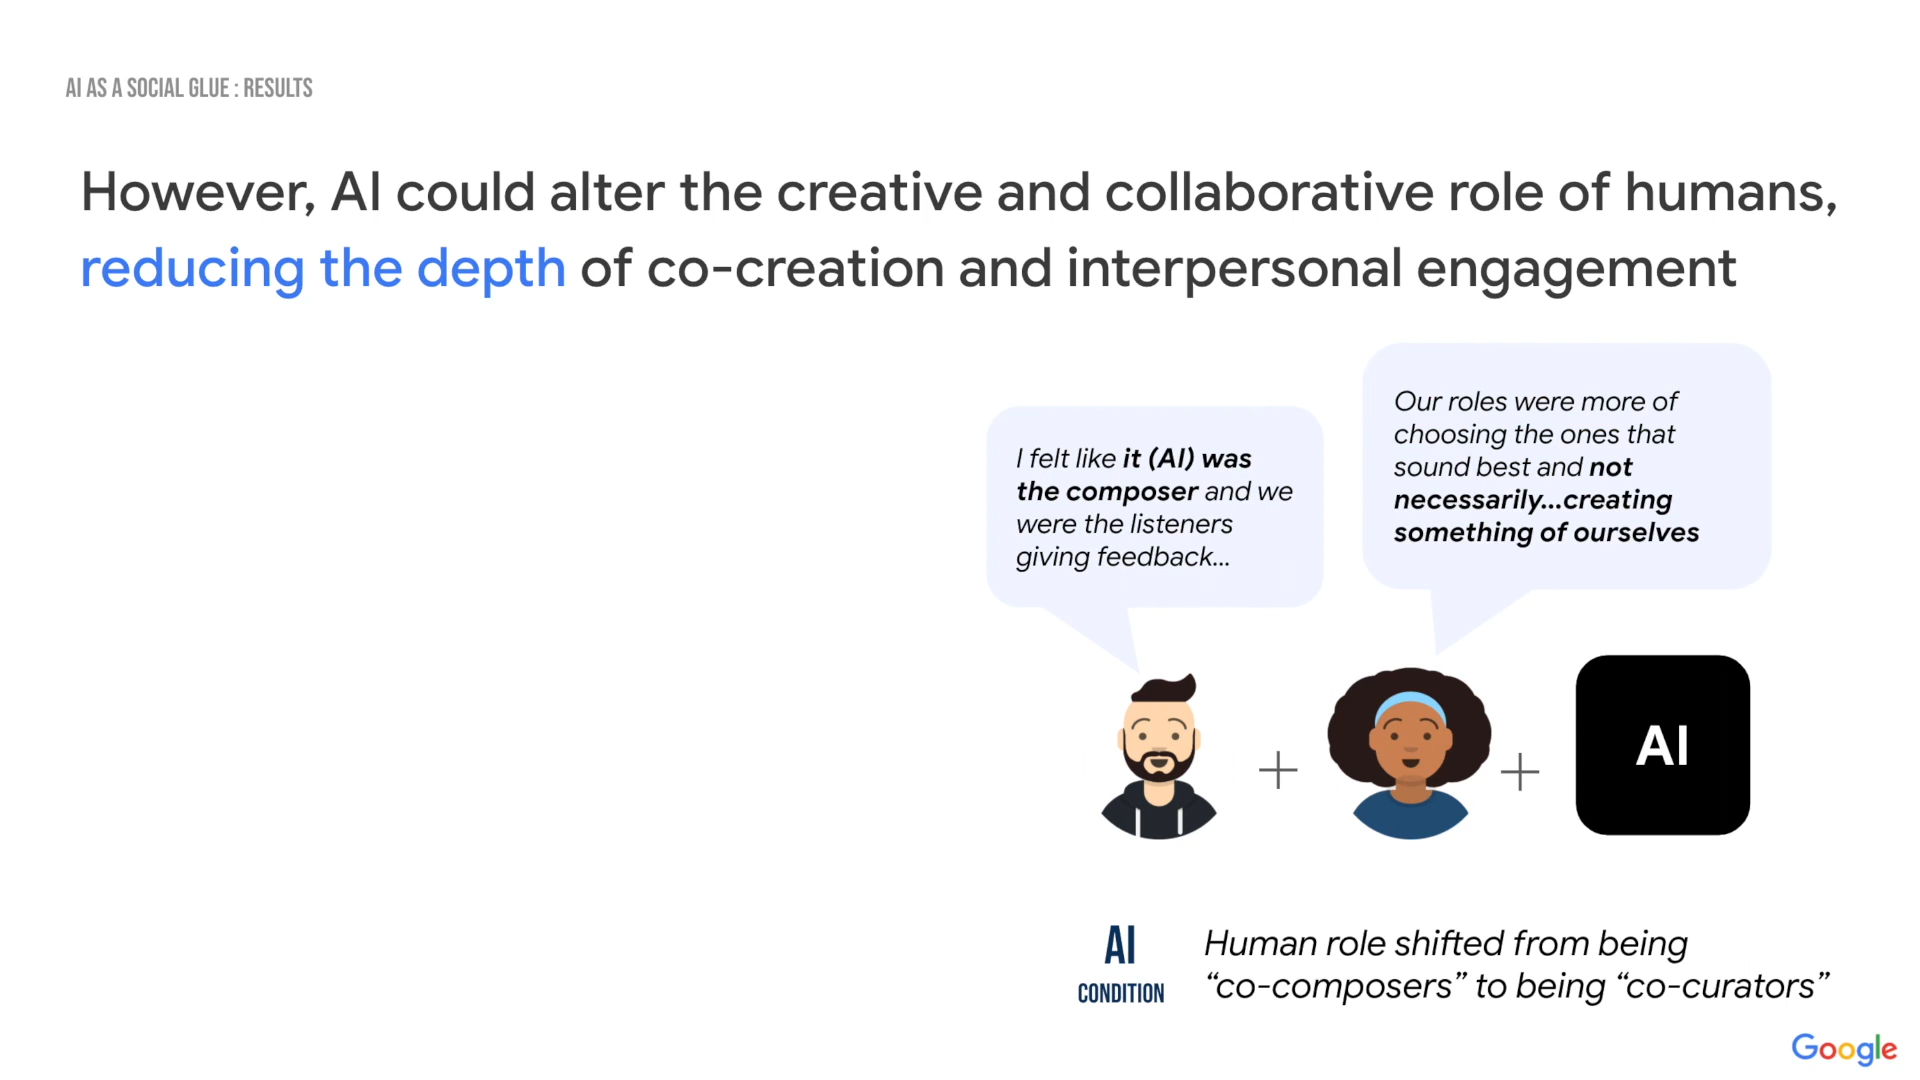 AI AS A SOCIAL GLUE : RESULTS
However, AI could alter the creative and collaborative role of humans,
reducing the depth of co-creation and interpersonal engagement
I felt like it (AI) was
the composer and we
were the listeners
giving feedback...
Our roles were more of
choosing the ones that
sound best and not
necessarily...creating
something of ourselves
AI
AI
CONDITION
Human role shifted from being
“co-composers” to being “co-curators”
Google